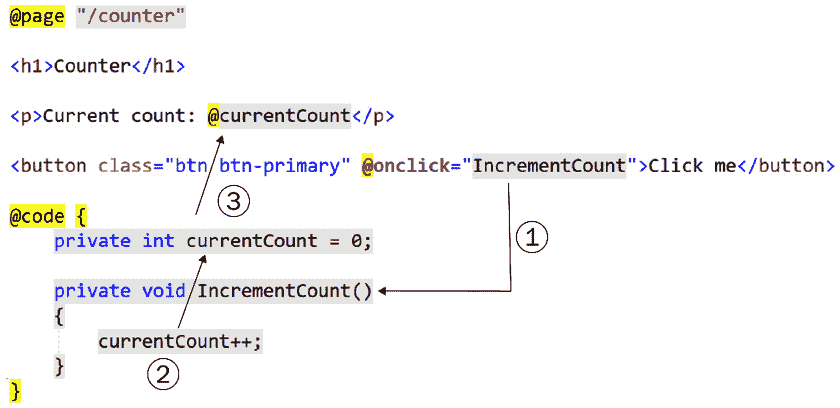 @page "/counter"
<h1>Counter</h1>
<p>Current count: @currentCount</p>
<button class="btn btn-primary" @onclick="IncrementCount">Click me</button>
3
@code {
private int currentCount = 0;
1
private void IncrementCount()
{
currentCount++;
}
2
}